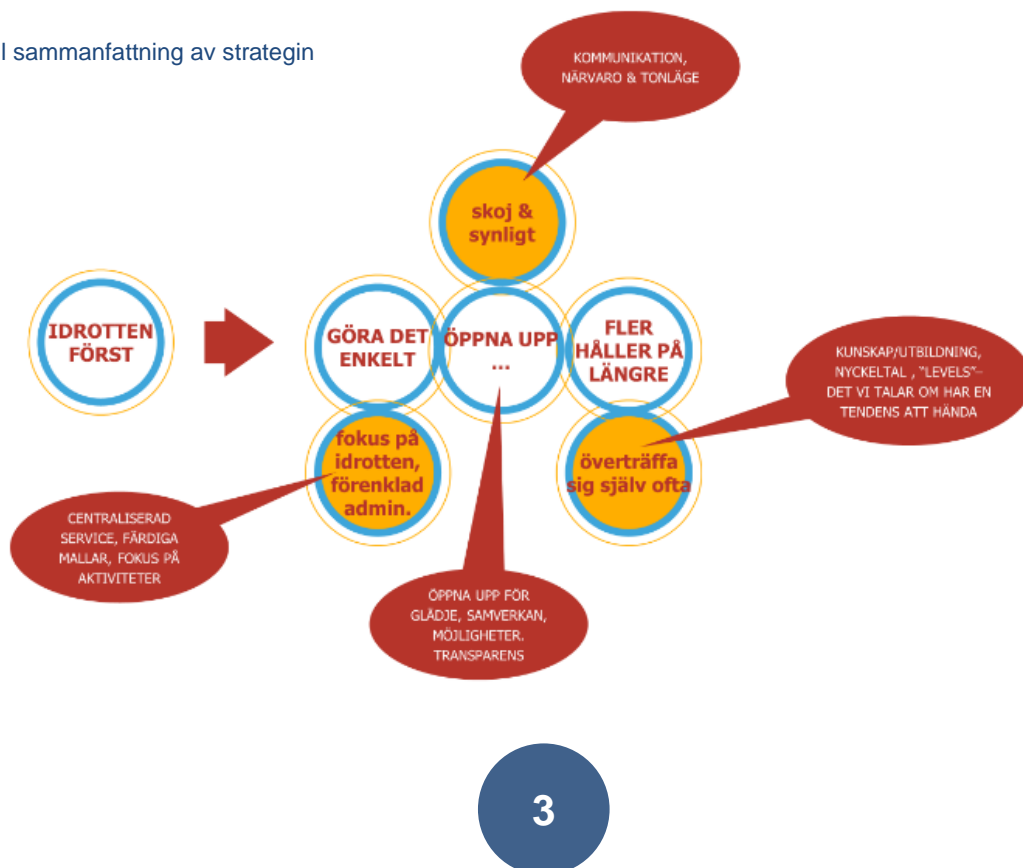 l sammanfattning av strategin
KOMMUNIKATION,
NÄRVARO & TONLÄGE
skoj &
synligt
IDROTTEN
FÖRST
GÖRA DET
ENKELT
ÖPPNA UPP
...
FLER
HÅLLER PÅ
LÄNGRE
KUNSKAP/UTBILDNING,
NYCKELTAL , "LEVELS"–
DET VI TALAR OM HAR EN
TENDENS ATT HÄNDA
fokus på
idrotten,
förenklad
admin.
överträffa
sig själv ofta
CENTRALISERAD
SERVICE, FÄRDIGA
MALLAR, FOKUS PÅ
AKTIVITETER
ÖPPNA UPP FÖR
GLÄDJE, SAMVERKAN,
MÖJLIGHETER.
TRANSPARENS
3